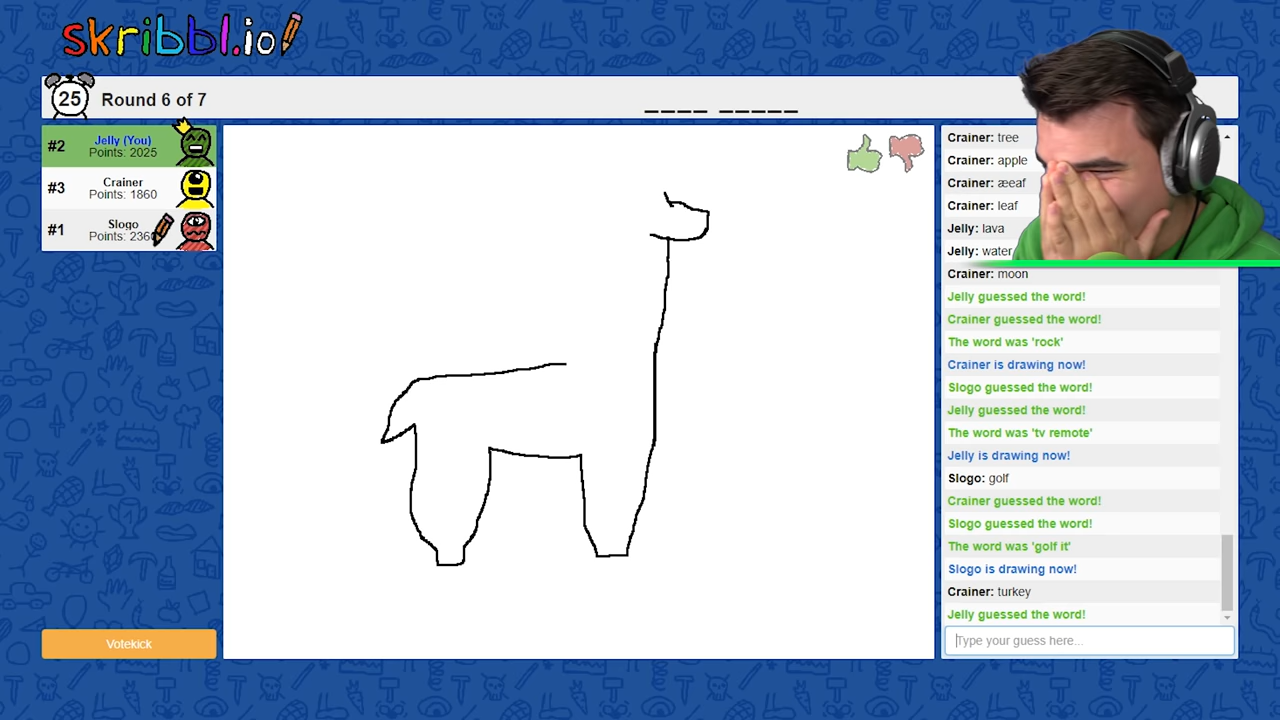 skribbl.io
25
Round 6 of 7
____ _____
#2
Jelly (You)
Points: 2025
#3
Crainer
Points: 1860
#1
Slogo
Points: 2360
Crainer: tree
Crainer: apple
Crainer: æeaf
Crainer: leaf
Jelly: lava
Jelly: water
Crainer: moon
Jelly guessed the word!
Crainer guessed the word!
The word was 'rock'
Crainer is drawing now!
Slogo guessed the word!
Jelly guessed the word!
The word was 'tv remote'
Jelly is drawing now!
Slogo: golf
Crainer guessed the word!
Slogo guessed the word!
The word was 'golf it'
Slogo is drawing now!
Crainer: turkey
Jelly guessed the word!
Type your guess here...
Votekick